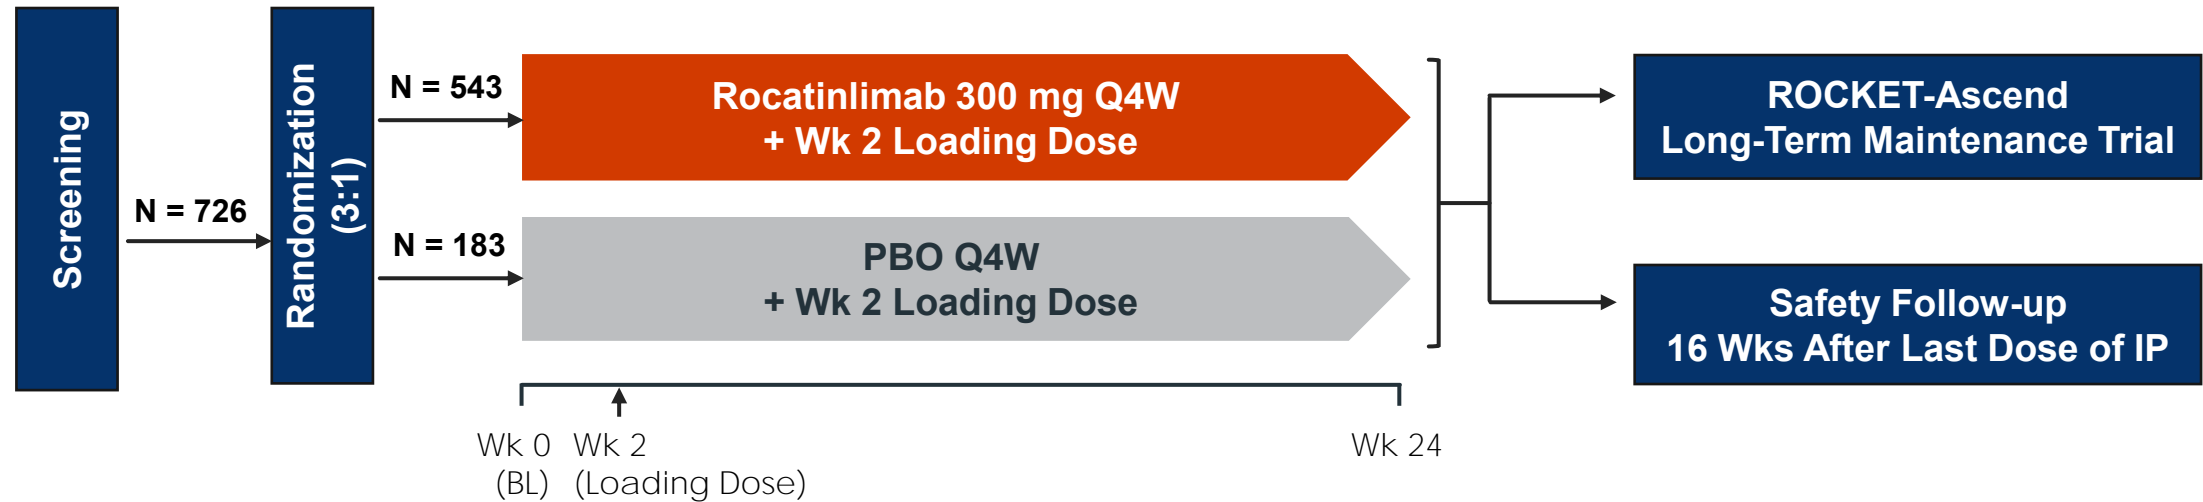 Screening
N = 726
Randomization
(3:1)
N = 543
N = 183
Rocatinlimab 300 mg Q4W
+ Wk 2 Loading Dose
PBO Q4W
+ Wk 2 Loading Dose
Wk 0
(BL)
Wk 2
(Loading Dose)
Wk 24
ROCKET-Ascend
Long-Term Maintenance Trial
Safety Follow-up
16 Wks After Last Dose of IP